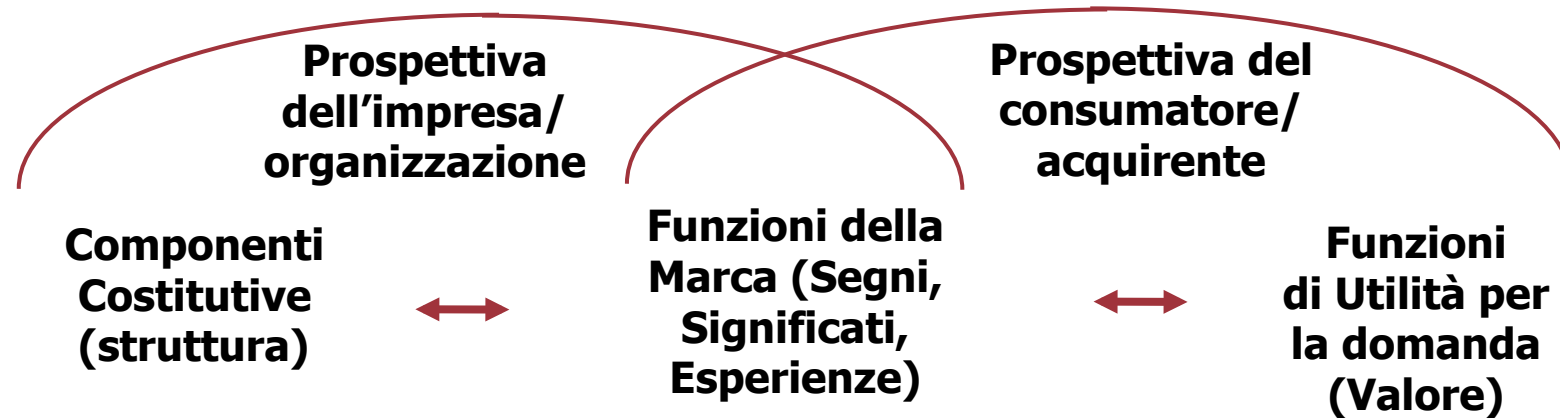 Prospettiva
dell’impresa/
organizzazione
Prospettiva del
consumatore/
acquirente
Componenti
Costitutive
(struttura)
Funzioni della
Marca (Segni,
Significati,
Esperienze)
Funzioni
di Utilità per
la domanda
(Valore)